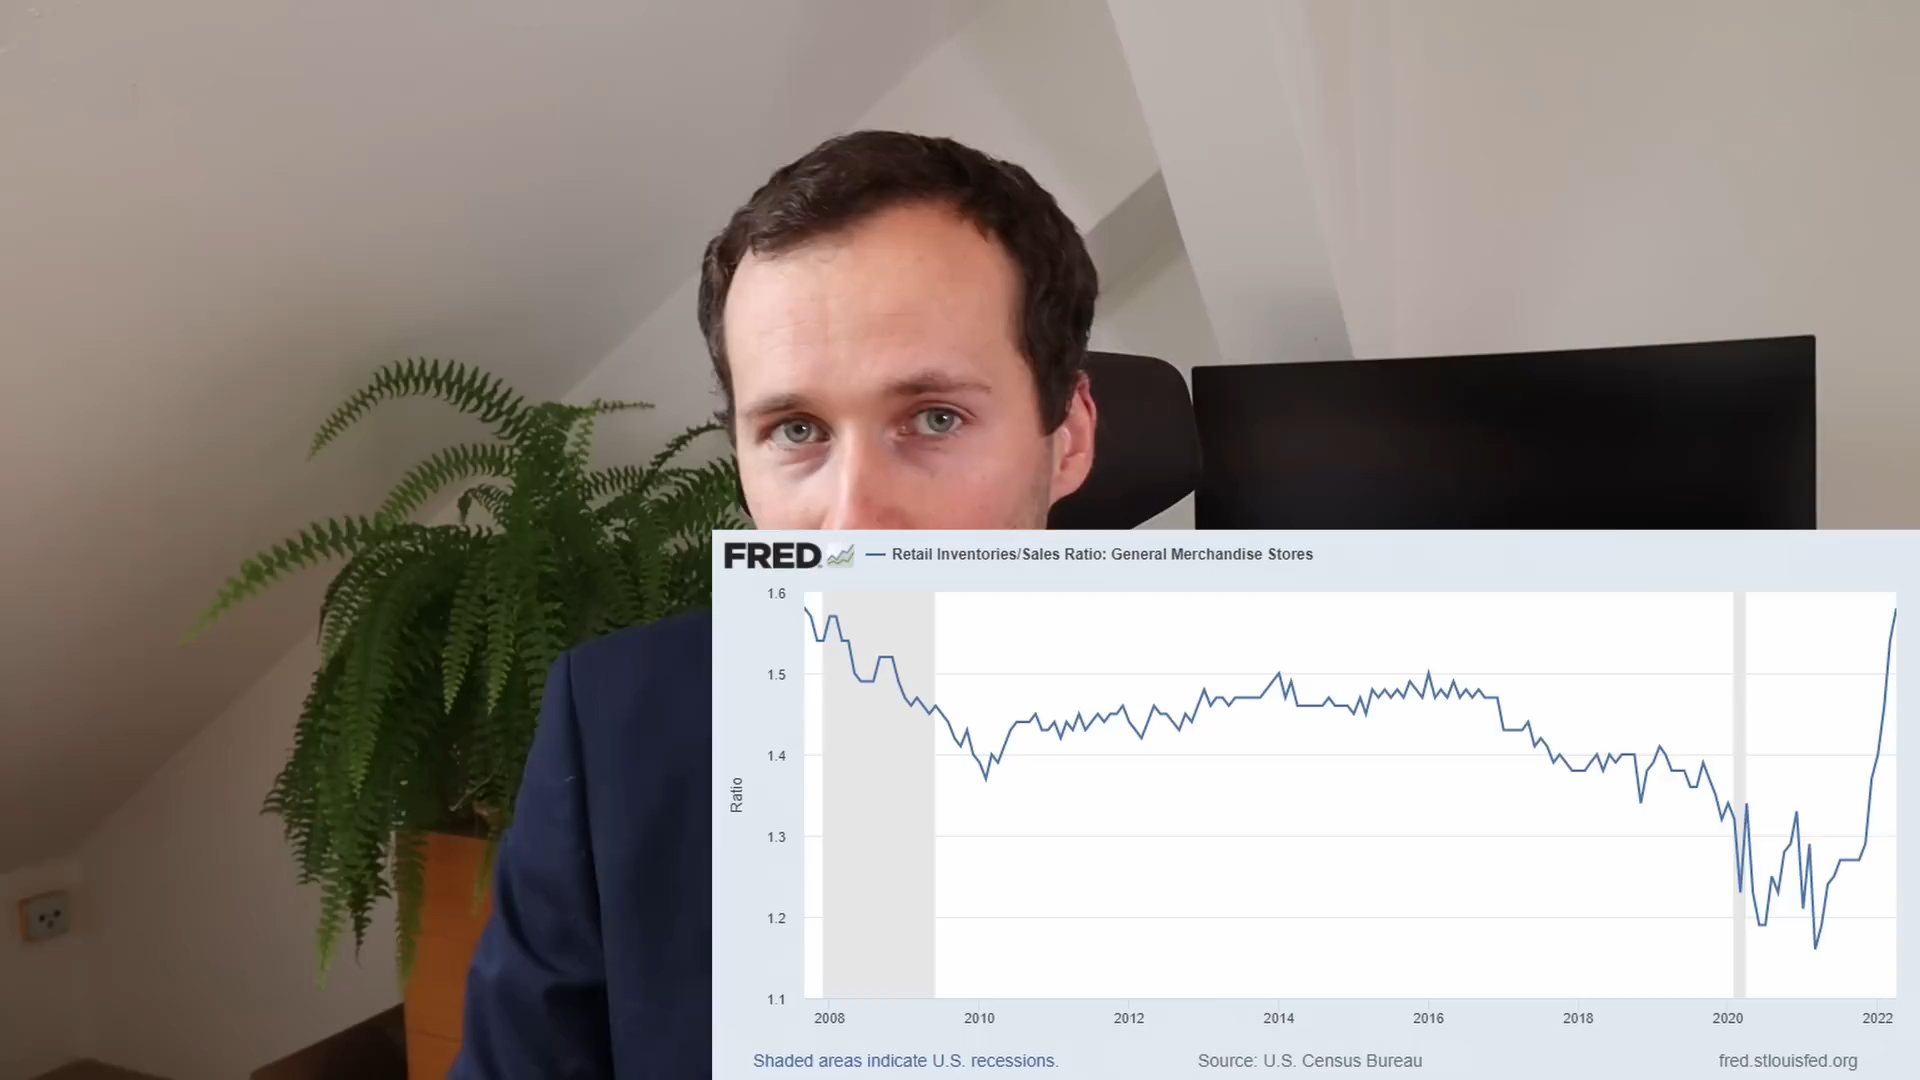 FRED
Retail Inventories/Sales Ratio: General Merchandise Stores
1.6
1.5
1.4
1.3
1.2
1.1
Ratio
2008 2010 2012 2014 2016 2018 2020 2022
Shaded areas indicate U.S. recessions. Source: U.S. Census Bureau fred.stlouisfed.org